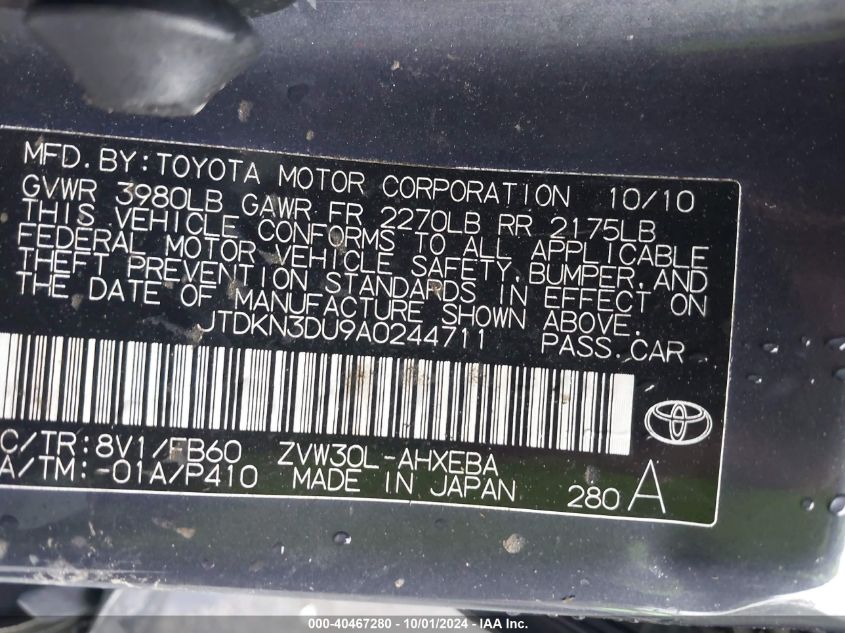 MFD. BY: TOYOTA MOTOR CORPORATION 10/10
GVWR 3980LB GAWR FR 2270LB RR 2175LB
THIS VEHICLE CONFORMS TO ALL APPLICABLE
FEDERAL MOTOR VEHICLE SAFETY, BUMPER, AND
THEFT PREVENTION STANDARDS IN EFFECT ON
THE DATE OF MANUFACTURE SHOWN ABOVE.
JTDKN3DU9A0244711 PASS. CAR
C/TR: 8V1/FB60 ZVW30L-AHXEBA
A/TM: -01A/P410 MADE IN JAPAN 280 A
000-40467280 - 10/01/2024 - IAA Inc.